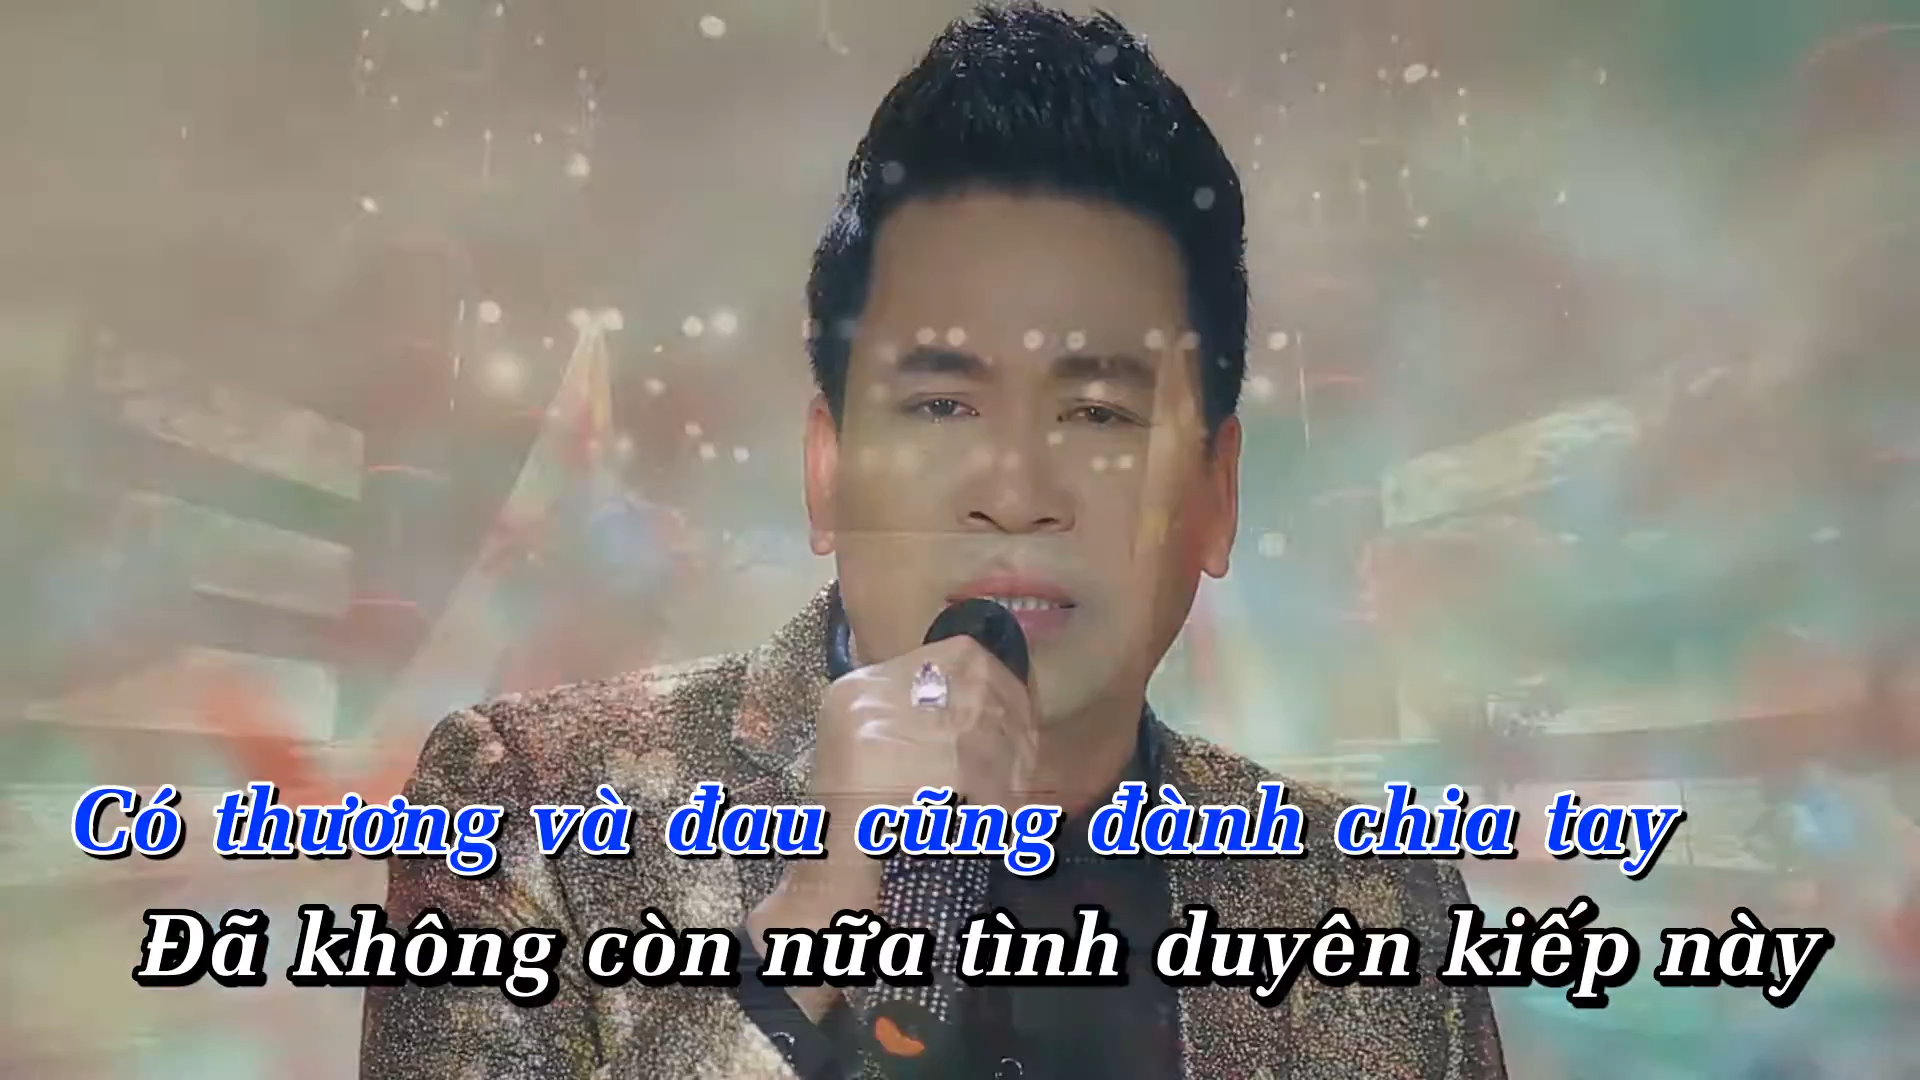 Có thương và đau cũng đành chia tay
Đã không còn nữa tình duyên kiếp này